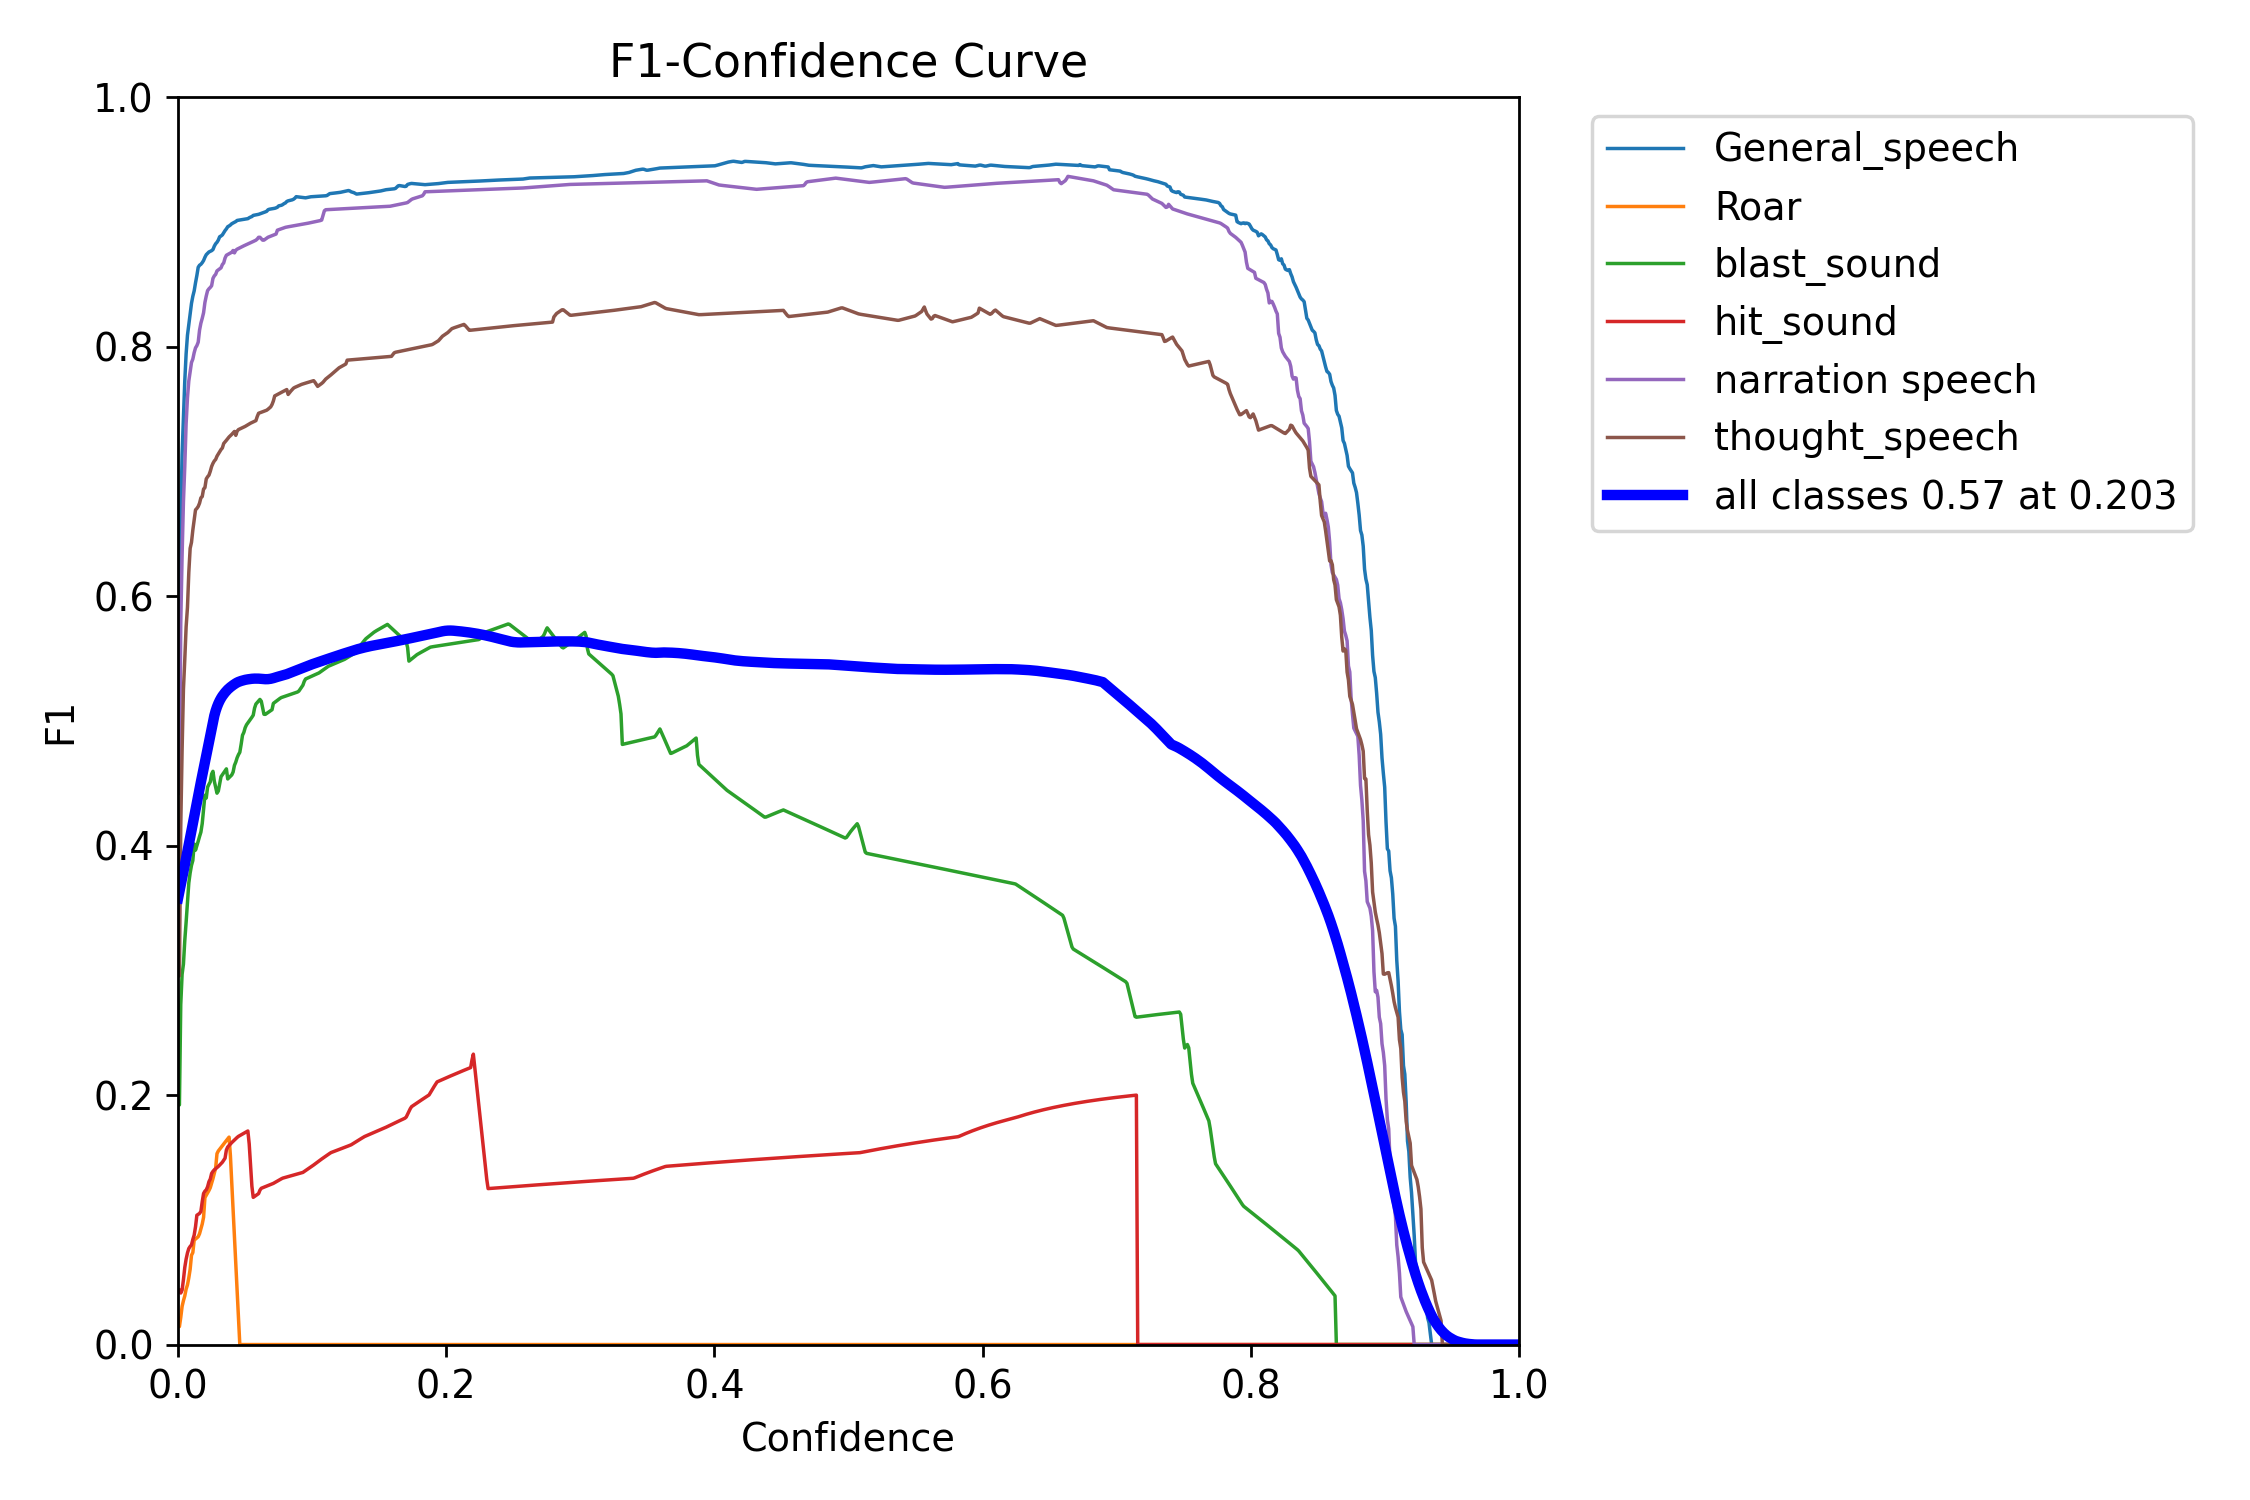 F1-Confidence Curve
1.0
0.8
0.6
0.4
0.2
0.0
F1
0.0 0.2 0.4 0.6 0.8 1.0
Confidence
General_speech
Roar
blast_sound
hit_sound
narration speech
thought_speech
all classes 0.57 at 0.203